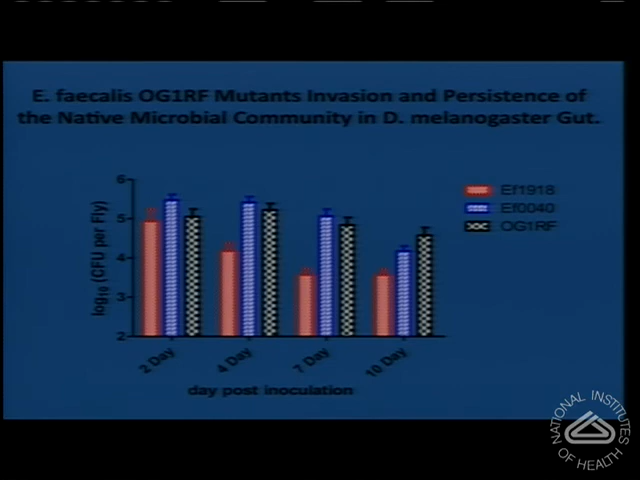 E. faecalis OG1RF Mutants Invasion and Persistence of
the Native Microbial Community in D. melanogaster Gut.
6
5
4
3
2
log10 (CFU per Fly)
Ef1918
Ef0040
OG1RF
2 Day
4 Day
7 Day
10 Day
day post inoculation
NATIONAL INSTITUTES
OF HEALTH